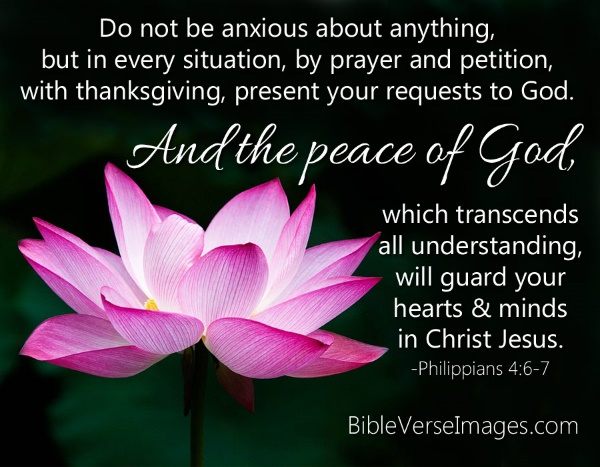 Do not be anxious about anything,
but in every situation, by prayer and petition,
with thanksgiving, present your requests to God.
And the peace of God,
which transcends
all understanding,
will guard your
hearts & minds
in Christ Jesus.
-Philippians 4:6-7
BibleVerseImages.com